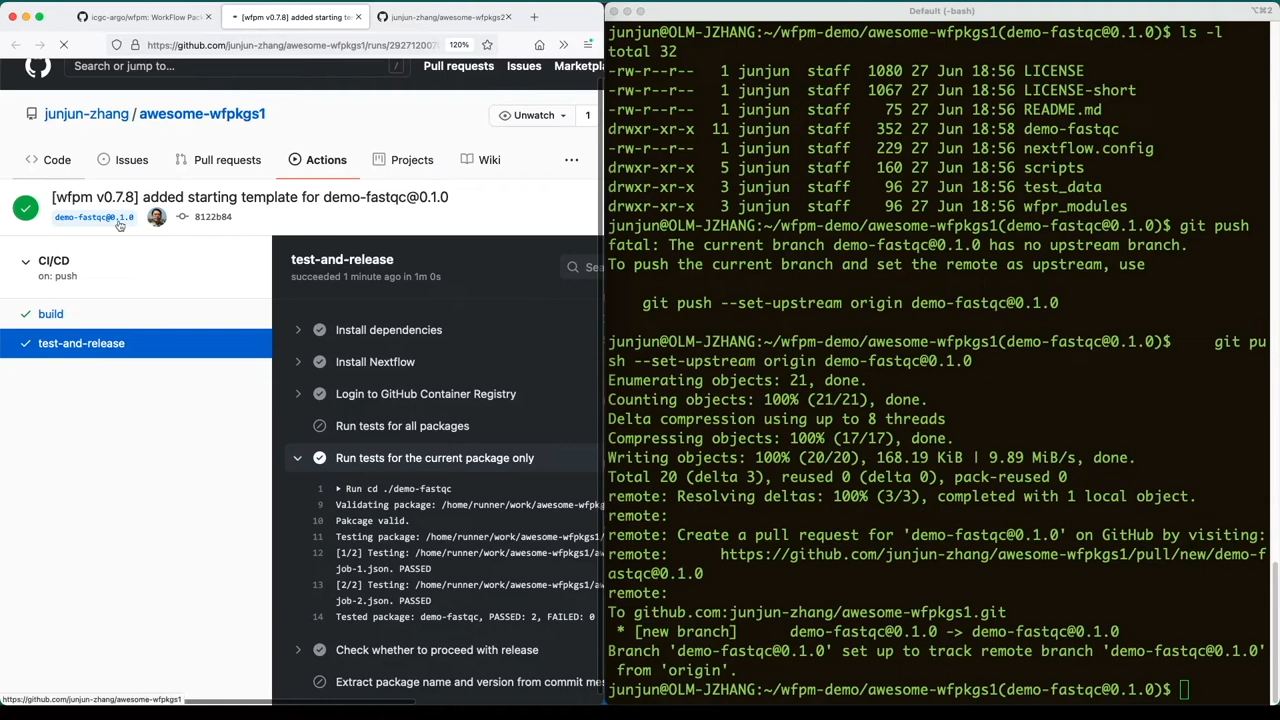 icgc-argo/wfpm: WorkFlow Pac
[wfpm v0.7.8] added starting te
junjun-zhang/awesome-wfpkgs2
https://github.com/junjun-zhang/awesome-wfpkgs1/runs/292712007
120%
Search or jump to...
/
Pull requests
Issues
Marketpl
junjun-zhang / awesome-wfpkgs1
Unwatch
1
Code
Issues
Pull requests
Actions
Projects
Wiki
[wfpm v0.7.8] added starting template for demo-fastqc@0.1.0
demo-fastqc@0.1.0
8122b84
CI/CD
on: push
build
test-and-release
test-and-release
succeeded 1 minute ago in 1m 0s
Sea
Install dependencies
Install Nextflow
Login to GitHub Container Registry
Run tests for all packages
Run tests for the current package only
1 Run cd ./demo-fastqc
9 Validating package: /home/runner/work/awesome-wfpkg
10 Pakcage valid.
11 Testing package: /home/runner/work/awesome-wfpkgs1/
12 [1/2] Testing: /home/runner/work/awesome-wfpkgs1/aw
job-1.json. PASSED
13 [2/2] Testing: /home/runner/work/awesome-wfpkgs1/aw
job-2.json. PASSED
14 Tested package: demo-fastqc, PASSED: 2, FAILED: 0
Check whether to proceed with release
Extract package name and version from commit mes
https://github.com/junjun-zhang/awesome-wfpkgs1
Default (-bash)
⌥⌘2
junjun@OLM-JZHANG:~/wfpm-demo/awesome-wfpkgs1(demo-fastqc@0.1.0)$ ls -l
total 32
-rw-r--r-- 1 junjun staff 1080 27 Jun 18:56 LICENSE
-rw-r--r-- 1 junjun staff 1067 27 Jun 18:56 LICENSE-short
-rw-r--r-- 1 junjun staff 75 27 Jun 18:56 README.md
drwxr-xr-x 11 junjun staff 352 27 Jun 18:58 demo-fastqc
-rw-r--r-- 1 junjun staff 229 27 Jun 18:56 nextflow.config
drwxr-xr-x 5 junjun staff 160 27 Jun 18:56 scripts
drwxr-xr-x 3 junjun staff 96 27 Jun 18:56 test_data
drwxr-xr-x 3 junjun staff 96 27 Jun 18:56 wfpr_modules
junjun@OLM-JZHANG:~/wfpm-demo/awesome-wfpkgs1(demo-fastqc@0.1.0)$ git push
fatal: The current branch demo-fastqc@0.1.0 has no upstream branch.
To push the current branch and set the remote as upstream, use
git push --set-upstream origin demo-fastqc@0.1.0
junjun@OLM-JZHANG:~/wfpm-demo/awesome-wfpkgs1(demo-fastqc@0.1.0)$ git pu
sh --set-upstream origin demo-fastqc@0.1.0
Enumerating objects: 21, done.
Counting objects: 100% (21/21), done.
Delta compression using up to 8 threads
Compressing objects: 100% (17/17), done.
Writing objects: 100% (20/20), 168.19 KiB | 9.89 MiB/s, done.
Total 20 (delta 3), reused 0 (delta 0), pack-reused 0
remote: Resolving deltas: 100% (3/3), completed with 1 local object.
remote:
remote: Create a pull request for 'demo-fastqc@0.1.0' on GitHub by visiting:
remote: https://github.com/junjun-zhang/awesome-wfpkgs1/pull/new/demo-f
astqc@0.1.0
remote:
To github.com:junjun-zhang/awesome-wfpkgs1.git
* [new branch] demo-fastqc@0.1.0 -> demo-fastqc@0.1.0
Branch 'demo-fastqc@0.1.0' set up to track remote branch 'demo-fastqc@0.1.0'
from 'origin'.
junjun@OLM-JZHANG:~/wfpm-demo/awesome-wfpkgs1(demo-fastqc@0.1.0)$